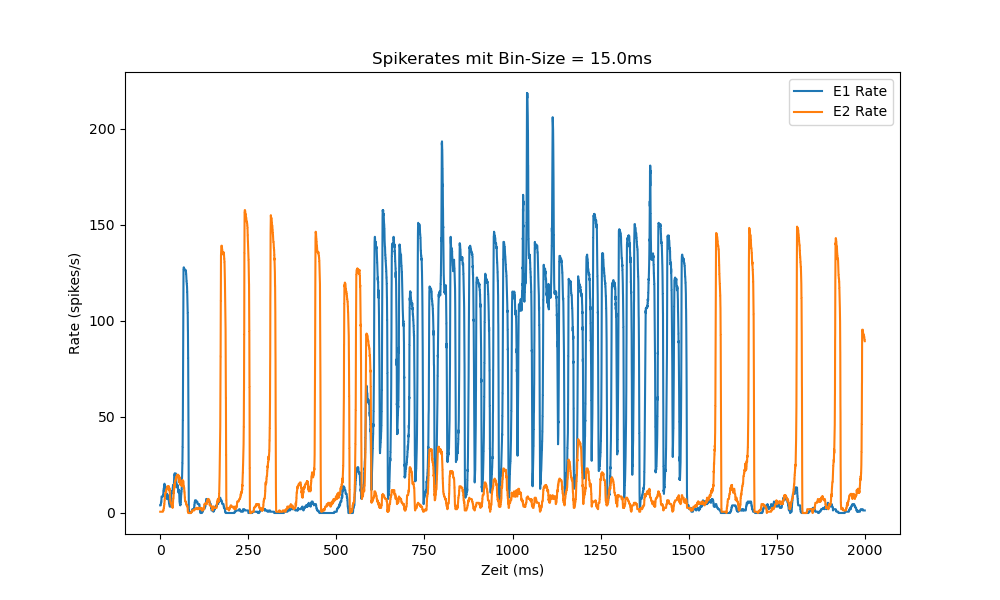 Spikerates mit Bin-Size = 15.0ms
E1 Rate
E2 Rate
200
150
100
50
0
Rate (spikes/s)
0 250 500 750 1000 1250 1500 1750 2000
Zeit (ms)